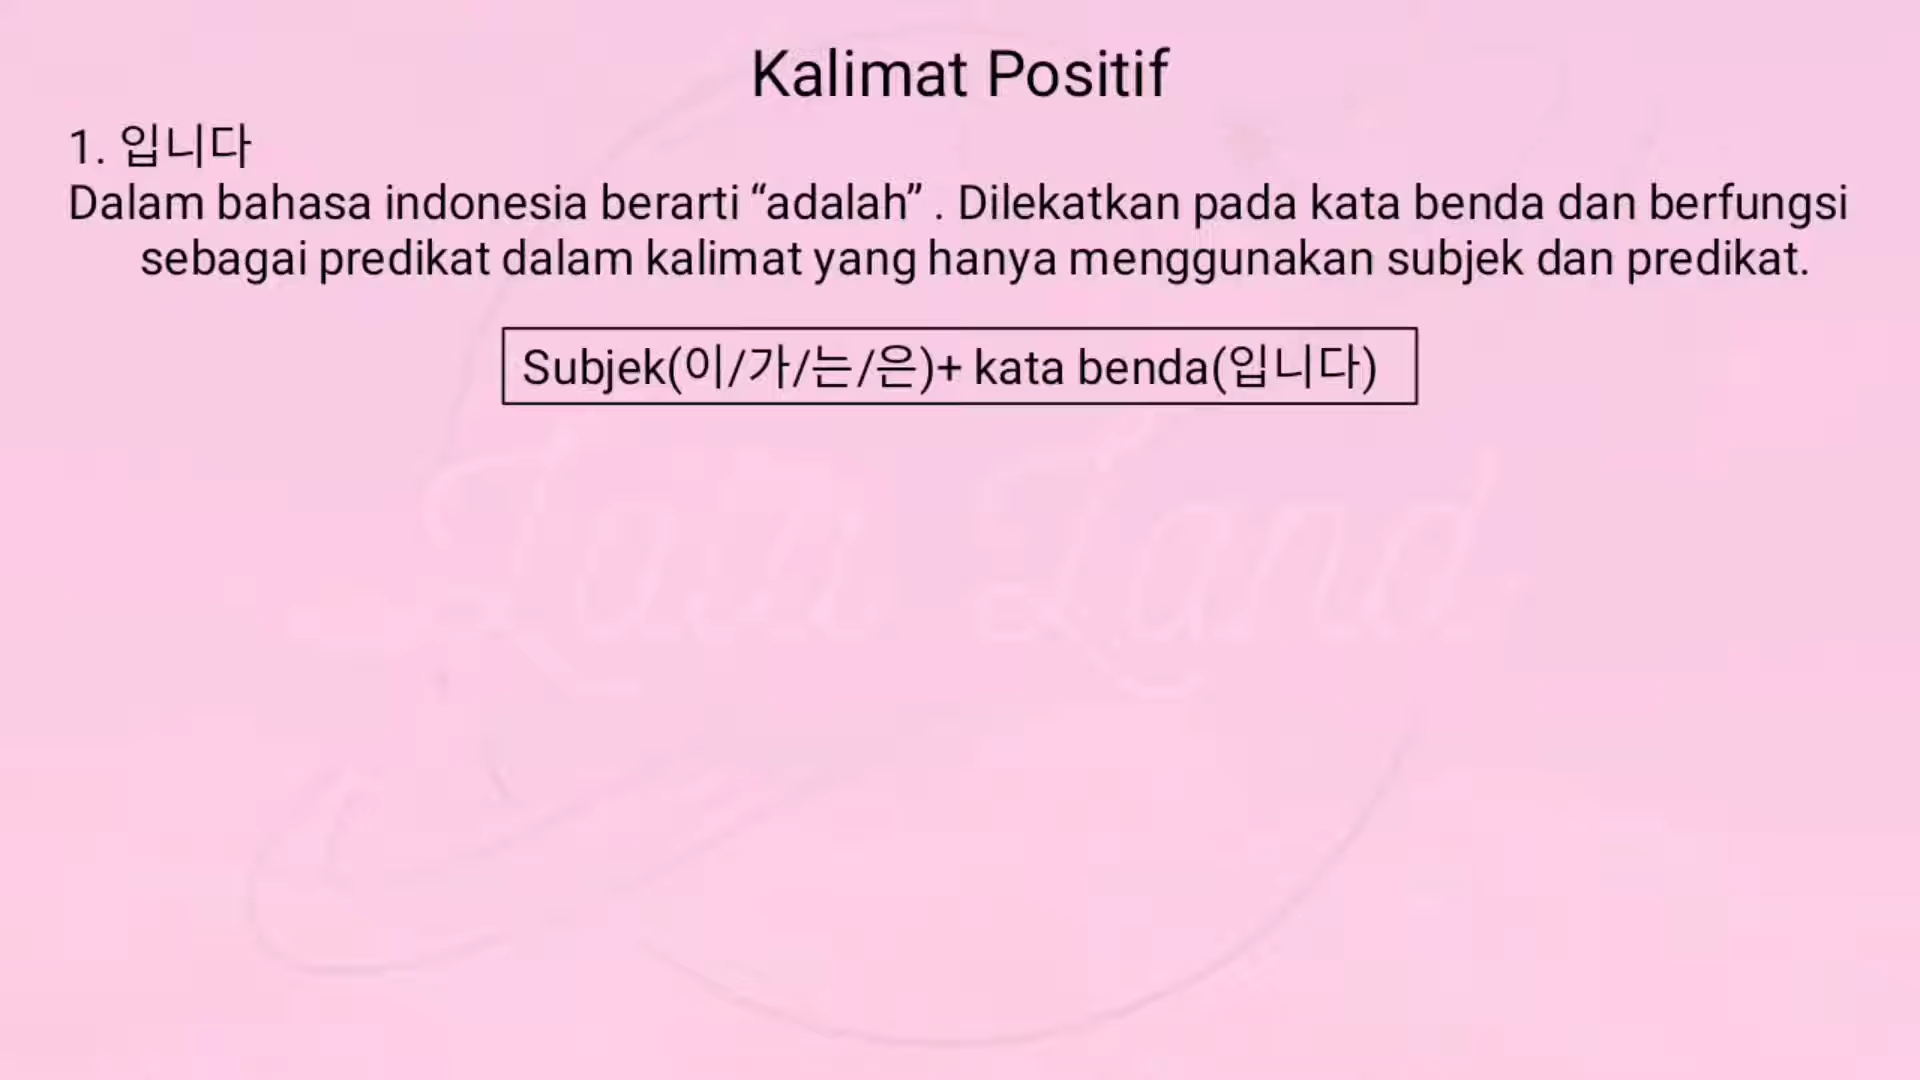 Kalimat Positif
1. 입니다
Dalam bahasa indonesia berarti “adalah” . Dilekatkan pada kata benda dan berfungsi
sebagai predikat dalam kalimat yang hanya menggunakan subjek dan predikat.
Subjek(이/가/는/은)+ kata benda(입니다)
Land